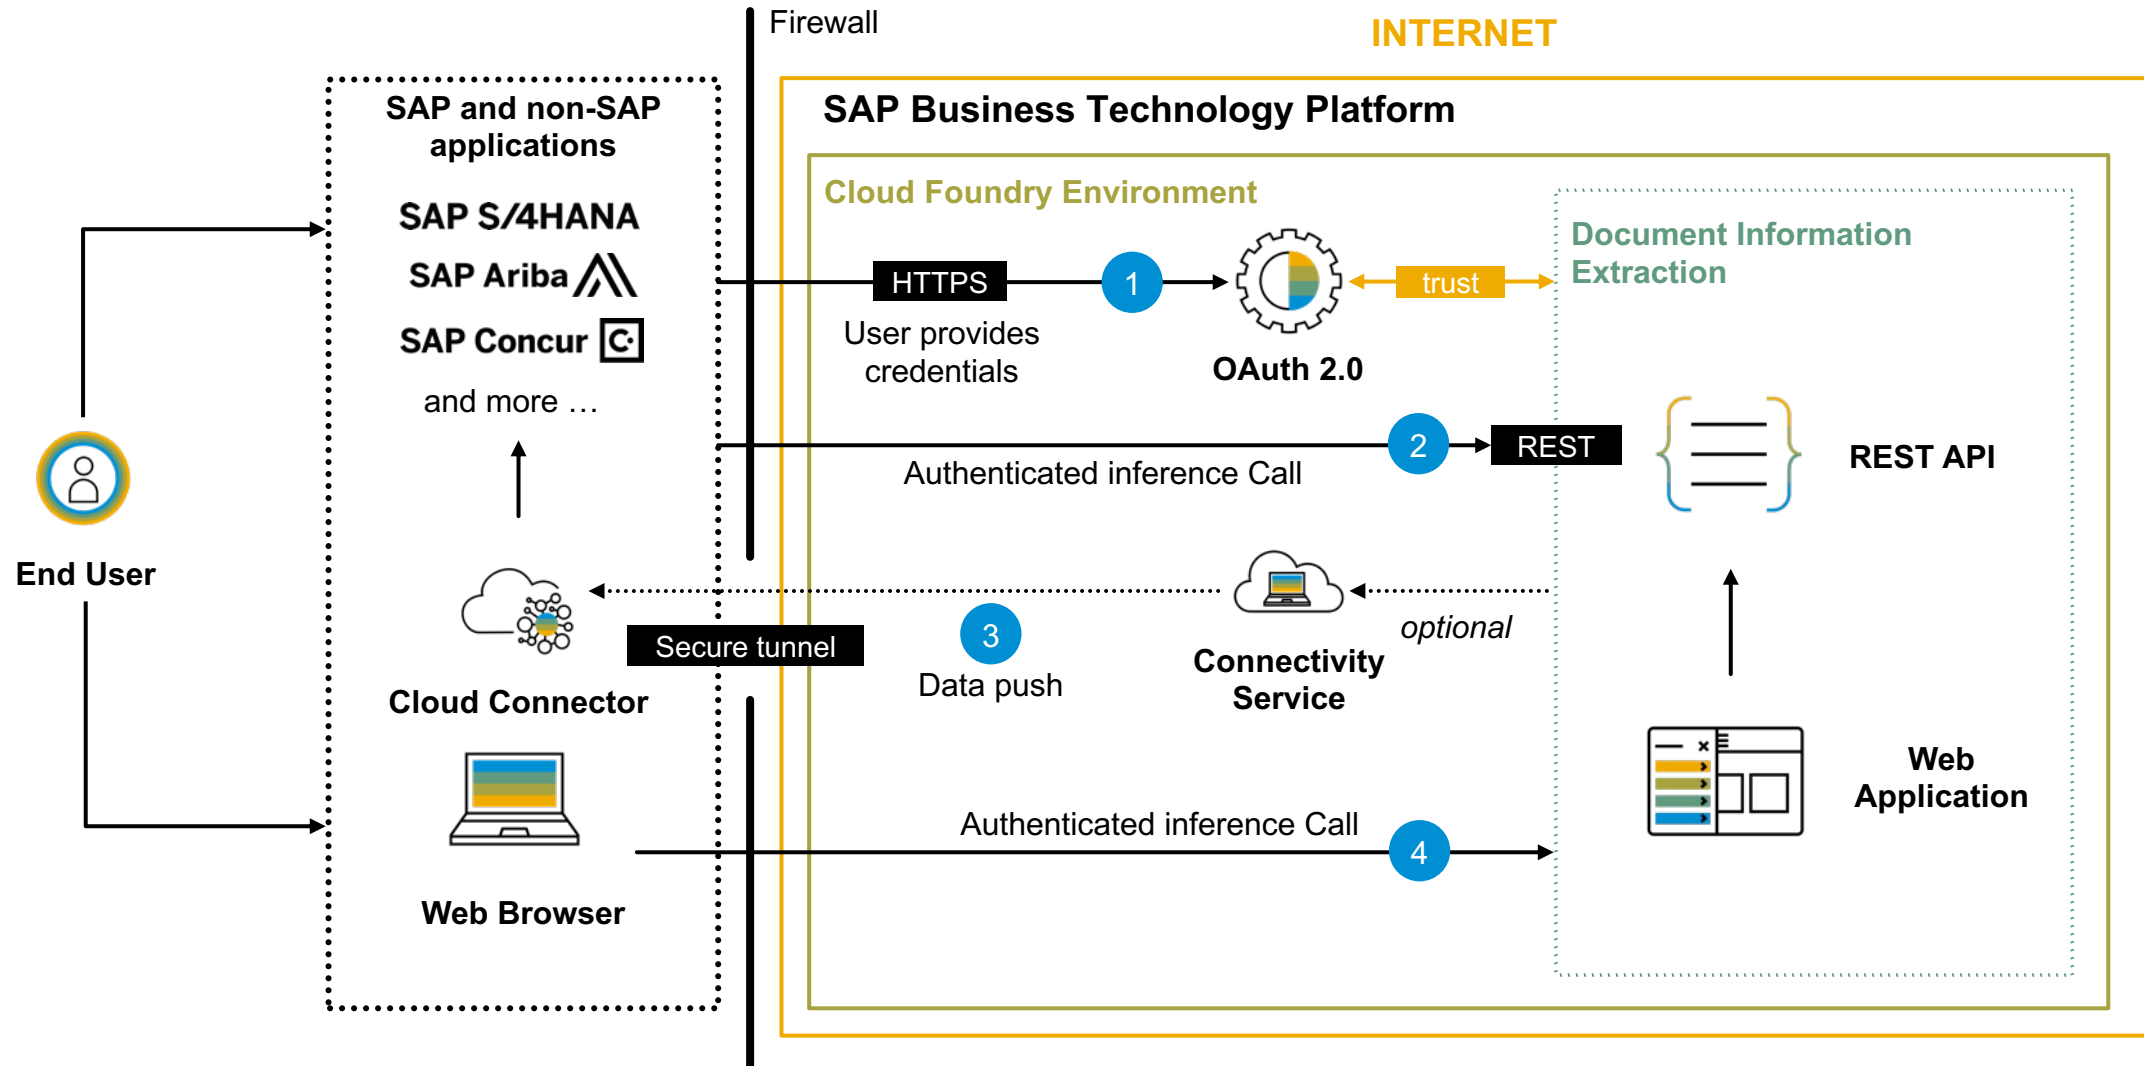 Firewall
INTERNET
SAP and non-SAP
applications
SAP S/4HANA
SAP Ariba
SAP Concur C
and more …
End User
Cloud Connector
Web Browser
SAP Business Technology Platform
Cloud Foundry Environment
HTTPS
1
User provides
credentials
OAuth 2.0
trust
Document Information
Extraction
2
REST
Authenticated inference Call
REST API
Secure tunnel
3
Data push
optional
Connectivity
Service
Web
Application
Authenticated inference Call
4